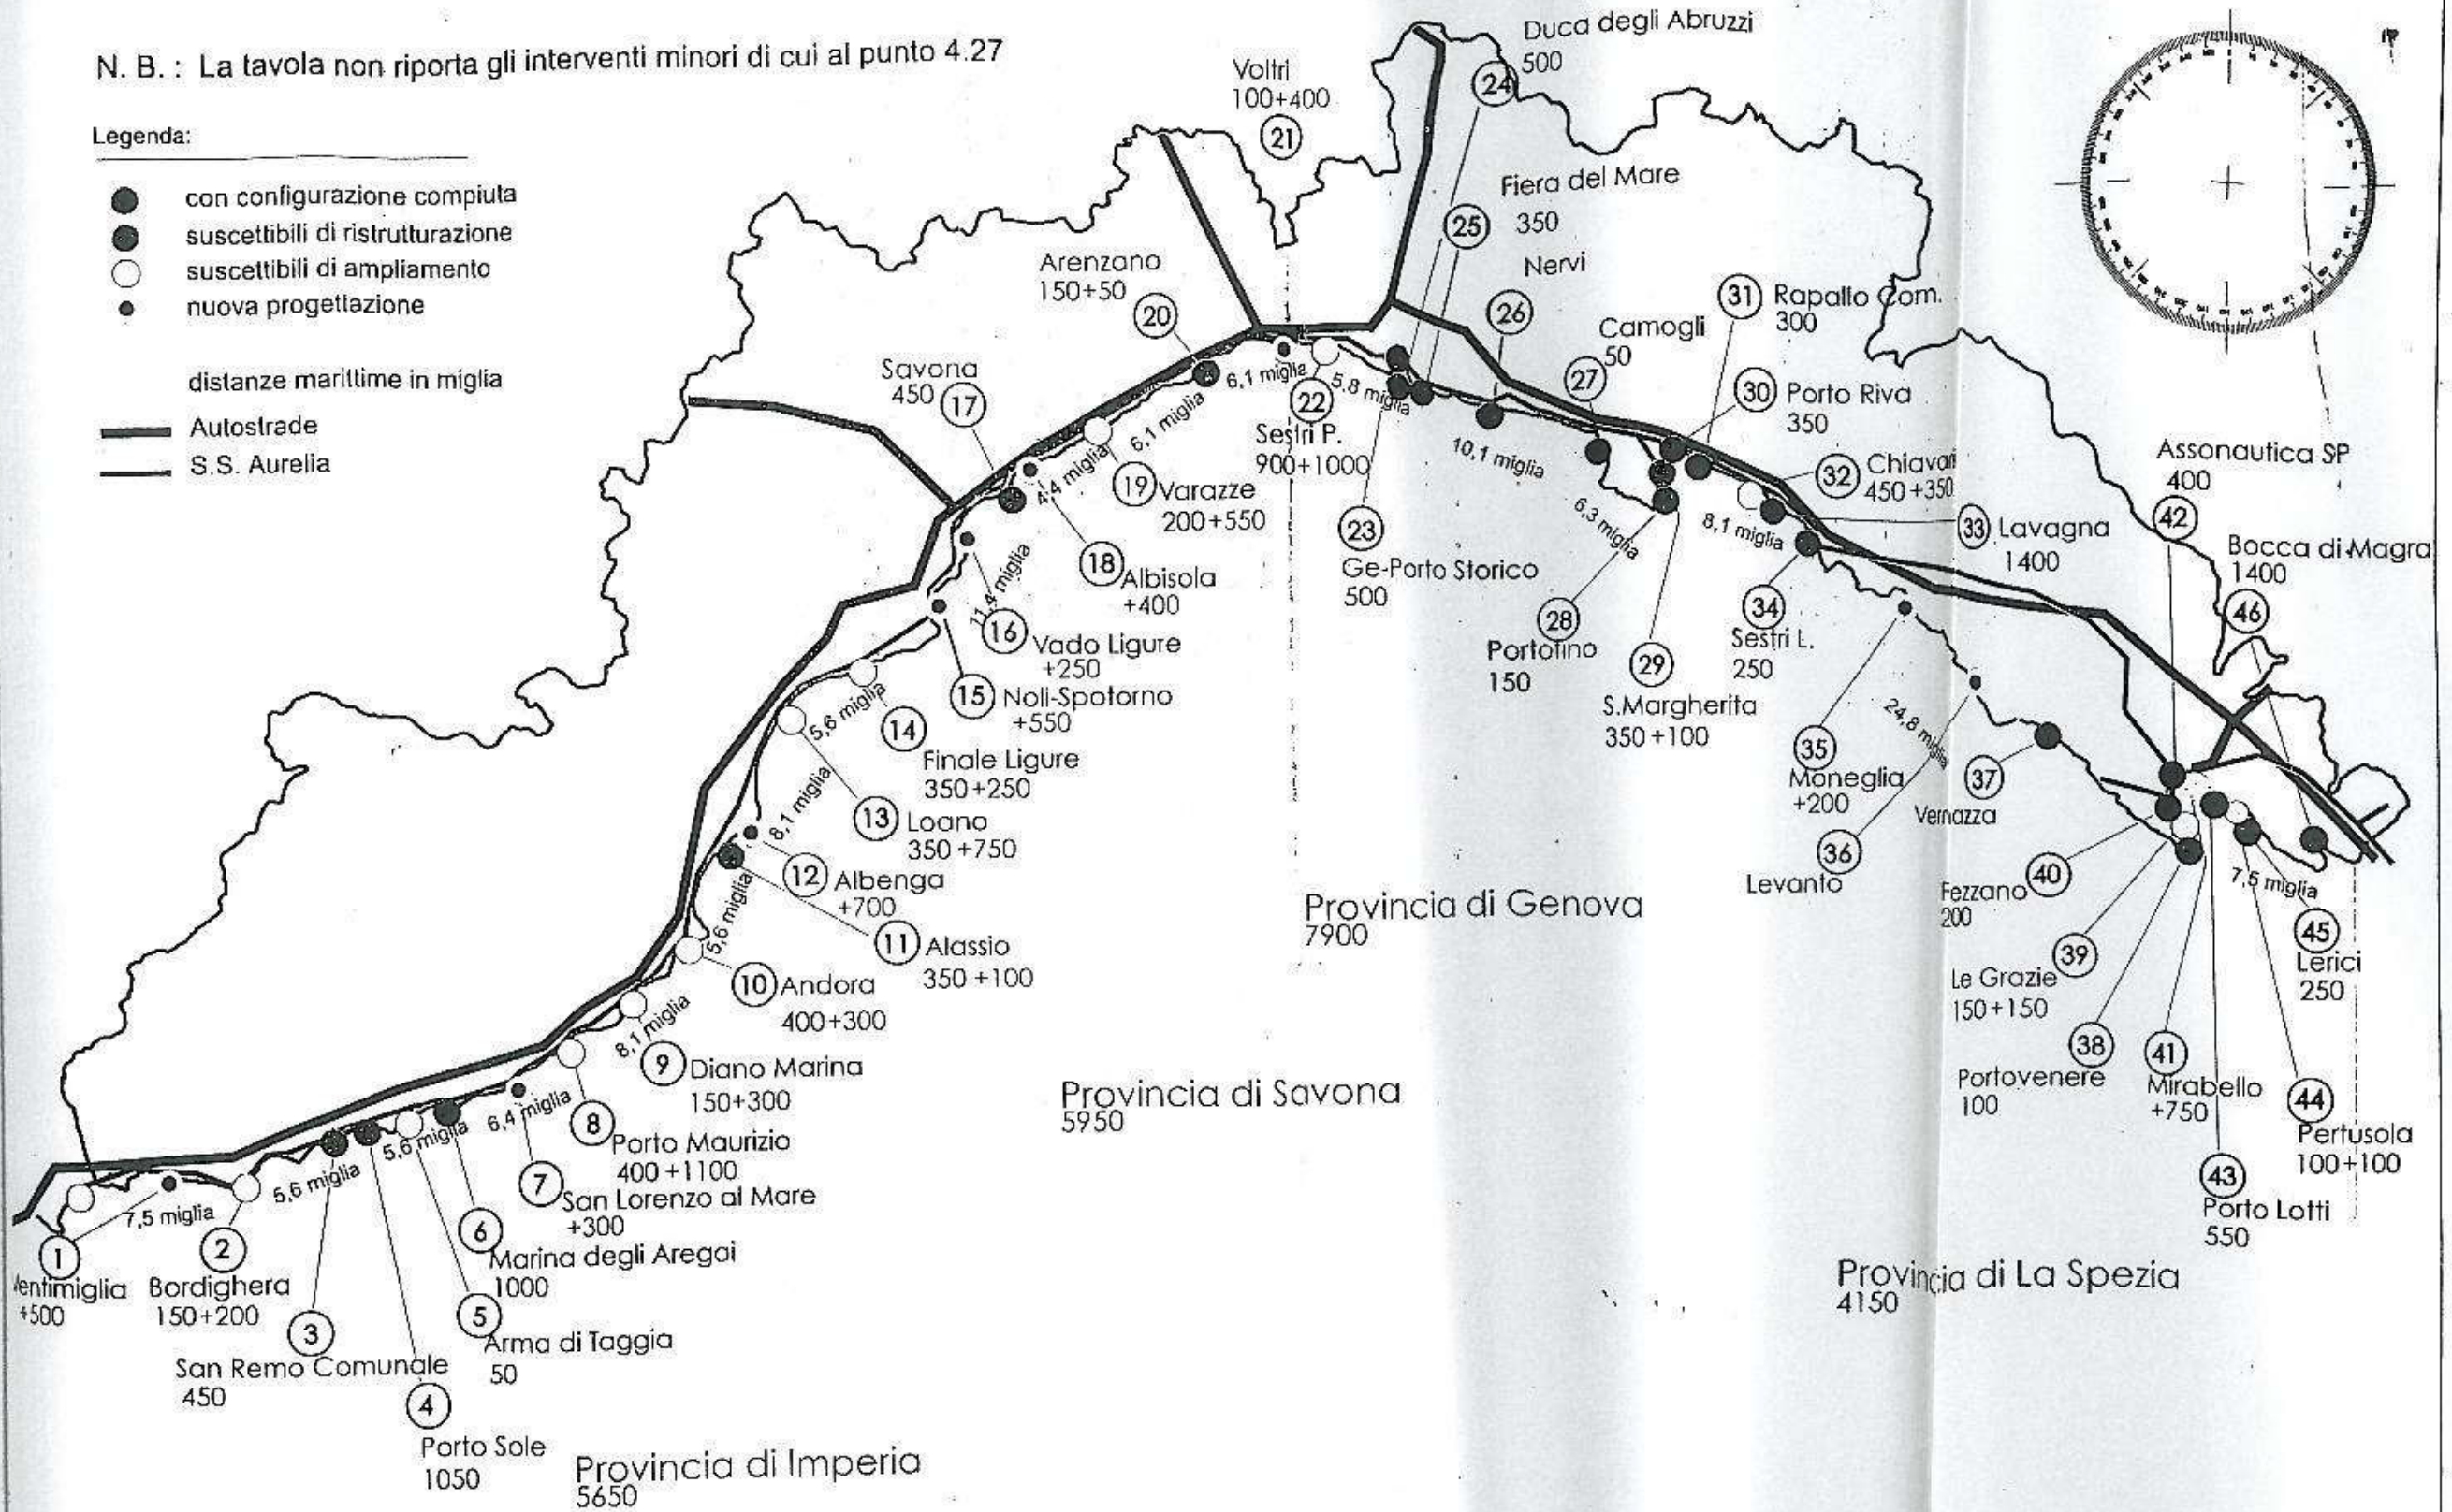 N. B. : La tavola non riporta gli interventi minori di cui al punto 4.27
Legenda:
con configurazione compiuta
suscettibili di ristrutturazione
suscettibili di ampliamento
nuova progettazione
distanze marittime in miglia
Autostrade
S.S. Aurelia
1
Ventimiglia
+500
7,5 miglia
2
Bordighera
150+200
5,6 miglia
3
San Remo Comunale
450
4
Porto Sole
1050
5,6 miglia
5
Arma di Taggia
50
6
Marina degli Aregai
1000
6,4 miglia
7
San Lorenzo al Mare
+300
8
Porto Maurizio
400 +1100
8,1 miglia
9
Diano Marina
150+300
Provincia di Imperia
5650
10
Andora
400+300
5,6 miglia
11
Alassio
350 +100
12
Albenga
+700
8,1 miglia
13
Loano
350 +750
5,6 miglia
14
Finale Ligure
350+250
15
Noli-Spotorno
+550
11,4 miglia
16
Vado Ligure
+250
Savona
450
17
4,4 miglia
18
Albisola
+400
19
Varazze
200+550
6,1 miglia
Provincia di Savona
5950
Arenzano
150+50
20
6,1 miglia
Voltri
100+400
21
22
Sestri P.
900+1000
5,8 miglia
23
Ge-Porto Storico
500
Duca degli Abruzzi
500
24
Fiera del Mare
350
25
Nervi
26
10,1 miglia
Camogli
50
27
6,3 miglia
28
Portofino
150
29
S.Margherita
350 +100
30
Porto Riva
350
31
Rapallo Com.
300
8,1 miglia
32
Chiavari
450 +350
33
Lavagna
1400
34
Sestri L.
250
35
Moneglia
+200
Provincia di Genova
7900
36
Levanto
24,8 miglia
37
Vernazza
38
Portovenere
100
39
Le Grazie
150+150
40
Fezzano
200
41
Mirabello
+750
Assonautica SP
400
42
43
Porto Lotti
550
44
Pertusola
100+100
7,5 miglia
45
Lerici
250
Bocca di Magra
1400
46
Provincia di La Spezia
4150